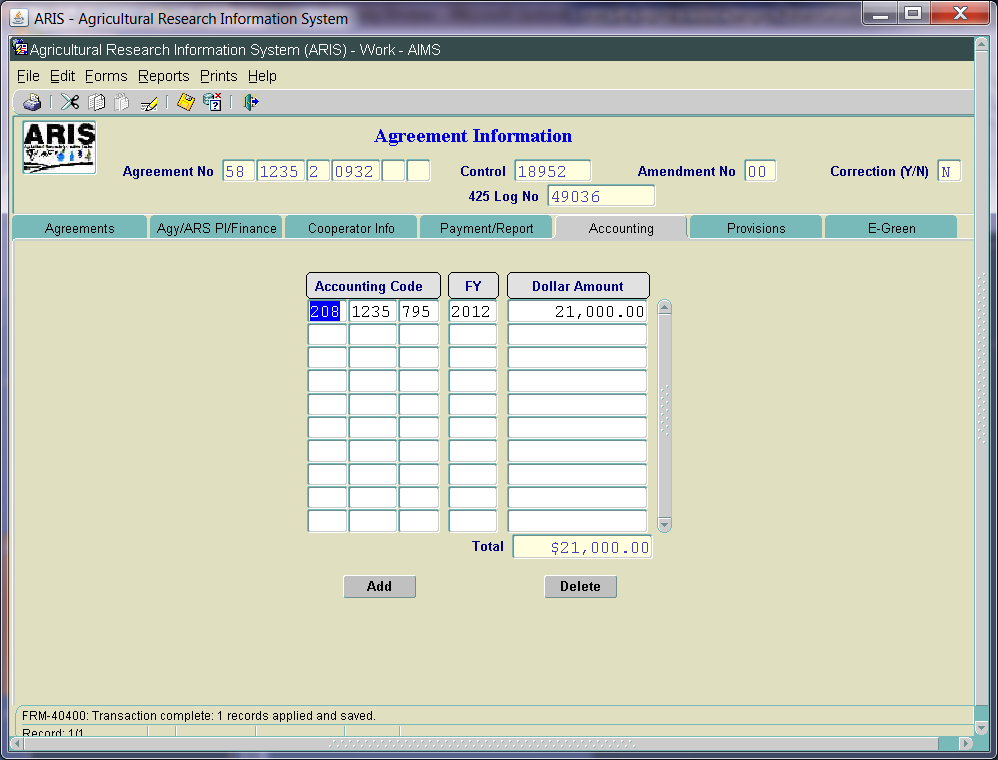 ARIS - Agricultural Research Information System
Agricultural Research Information System (ARIS) - Work - AIMS
File Edit Forms Reports Prints Help
ARIS
Agreement Information
Agreement No 58 1235 2 0932 Control 18952 Amendment No 00 Correction (Y/N) N
425 Log No 49036
Agreements Agy/ARS PI/Finance Cooperator Info Payment/Report Accounting Provisions E-Green
Accounting Code FY Dollar Amount
208 1235 795 2012 21,000.00
Total $21,000.00
Add Delete
FRM-40400: Transaction complete: 1 records applied and saved.
Record: 1/1